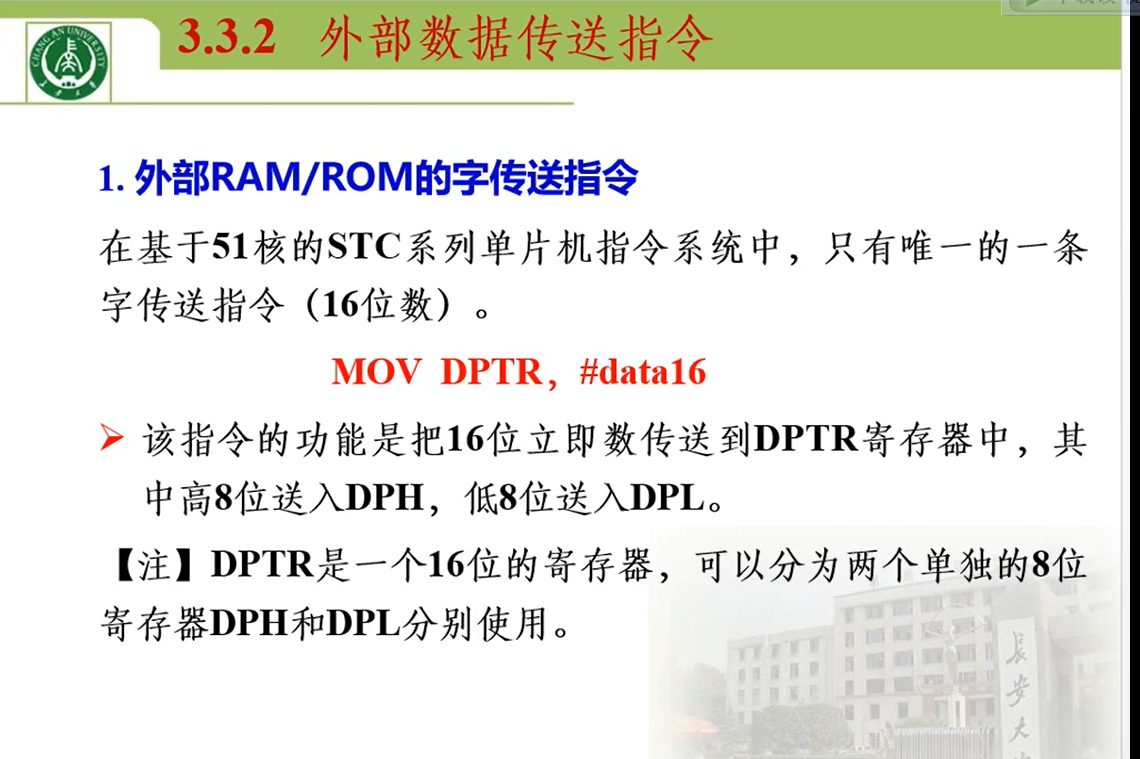 3.3.2 外部数据传送指令
CHANG AN UNIVERSITY
1. 外部RAM/ROM的字传送指令
在基于51核的STC系列单片机指令系统中，只有唯一的一条
字传送指令（16位数）。
MOV DPTR，#data16
该指令的功能是把16位立即数传送到DPTR寄存器中，其
中高8位送入DPH，低8位送入DPL。
【注】DPTR是一个16位的寄存器，可以分为两个单独的8位
寄存器DPH和DPL分别使用。
长安大